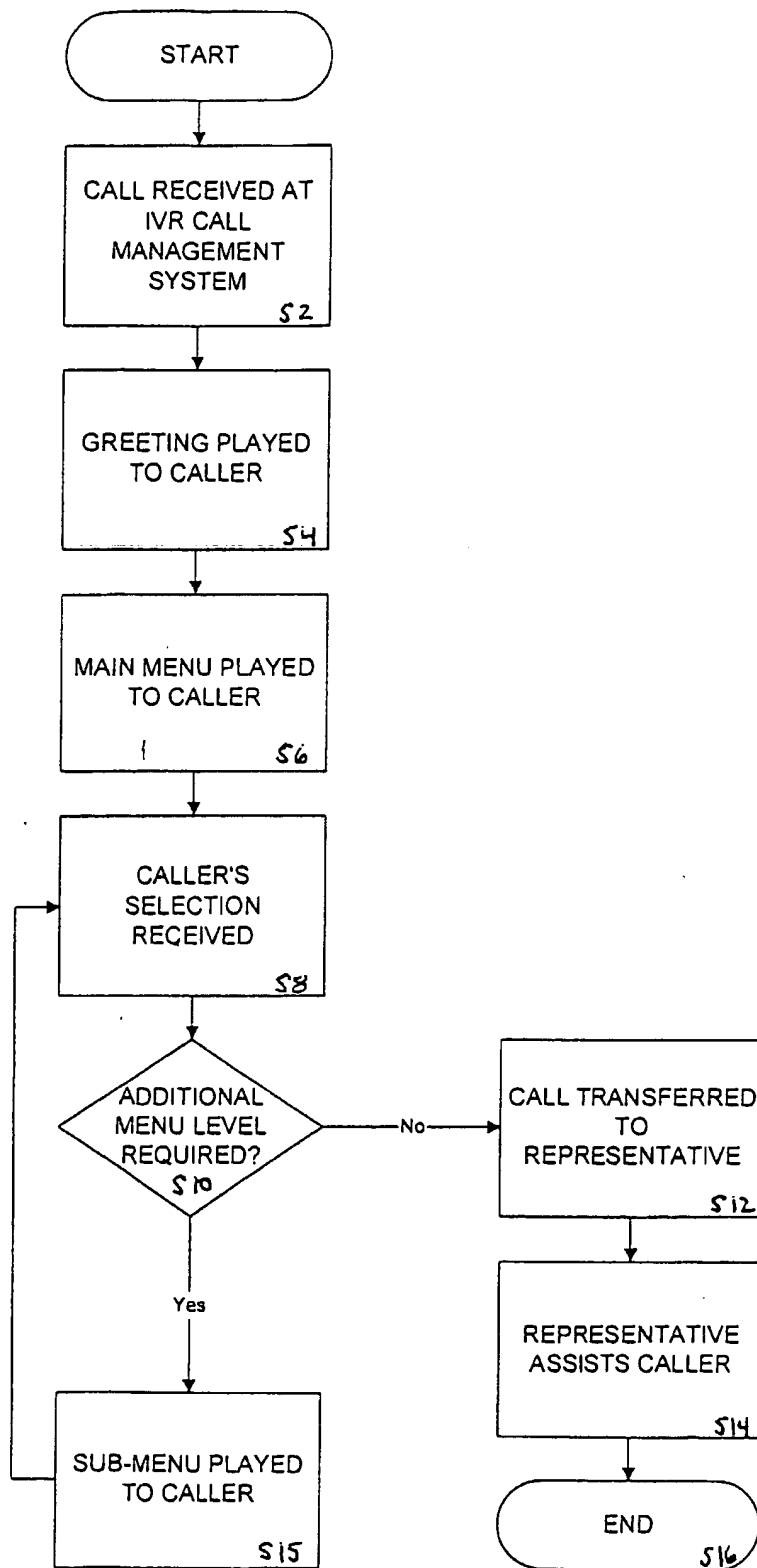 START
CALL RECEIVED AT
IVR CALL
MANAGEMENT
SYSTEM
S2
GREETING PLAYED
TO CALLER
S4
MAIN MENU PLAYED
TO CALLER
S6
CALLER'S
SELECTION
RECEIVED
S8
ADDITIONAL
MENU LEVEL
REQUIRED?
S10
No
CALL TRANSFERRED
TO
REPRESENTATIVE
S12
Yes
REPRESENTATIVE
ASSISTS CALLER
S14
SUB-MENU PLAYED
TO CALLER
S15
END
S16